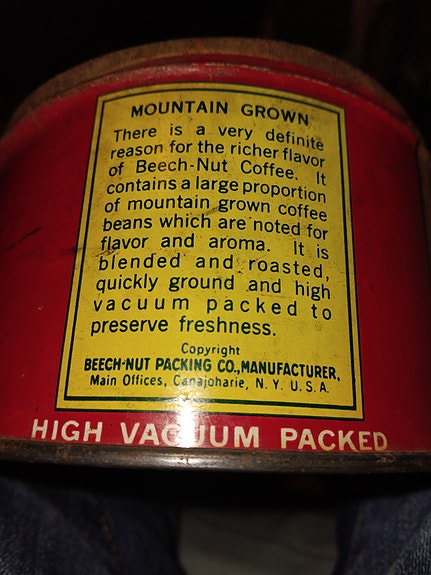 MOUNTAIN GROWN
There is a very definite
reason for the richer flavor
of Beech-Nut Coffee. It
contains a large proportion
of mountain grown coffee
beans which are noted for
flavor and aroma. It is
blended and roasted,
quickly ground and high
vacuum packed to
preserve freshness.
Copyright
BEECH-NUT PACKING CO., MANUFACTURER,
Main Offices, Canajoharie, N. Y. U. S. A.
HIGH VACUUM PACKED